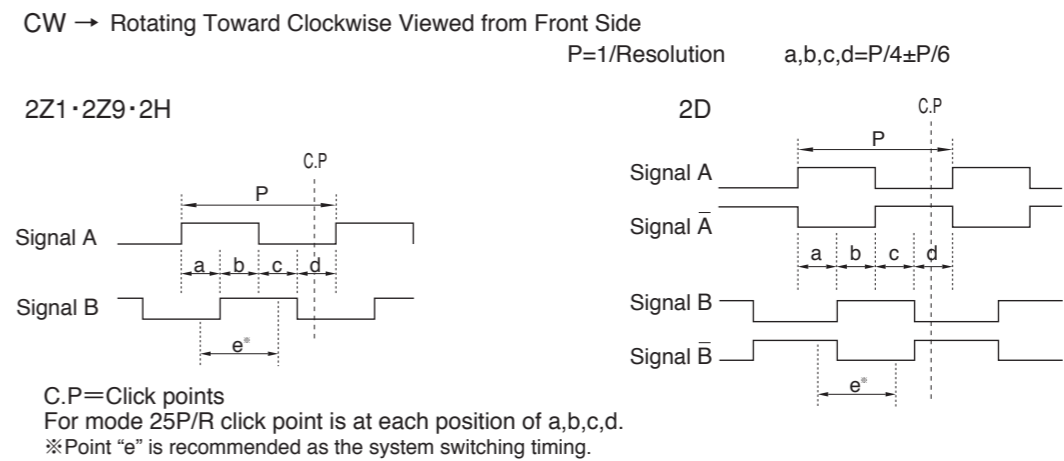 CW → Rotating Toward Clockwise Viewed from Front Side
P=1/Resolution a,b,c,d=P/4±P/6
2Z1･2Z9･2H
2D
C.P
P
Signal A
a b c d
Signal B
e※
C.P
P
Signal A
Signal A̅
a b c d
Signal B
Signal B̅
e※
C.P＝Click points
For mode 25P/R click point is at each position of a,b,c,d.
※Point “e” is recommended as the system switching timing.